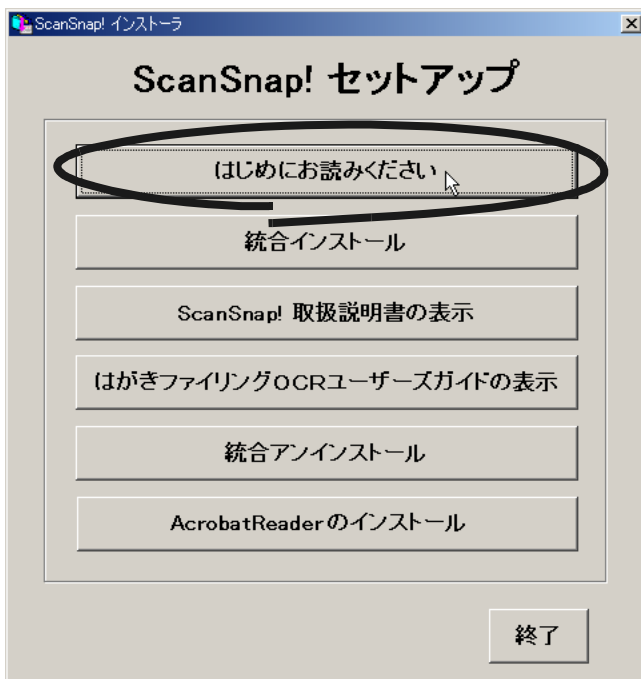 ScanSnap! インストーラ
ScanSnap! セットアップ
はじめにお読みください
統合インストール
ScanSnap! 取扱説明書の表示
はがきファイリングOCRユーザーズガイドの表示
統合アンインストール
AcrobatReaderのインストール
終了